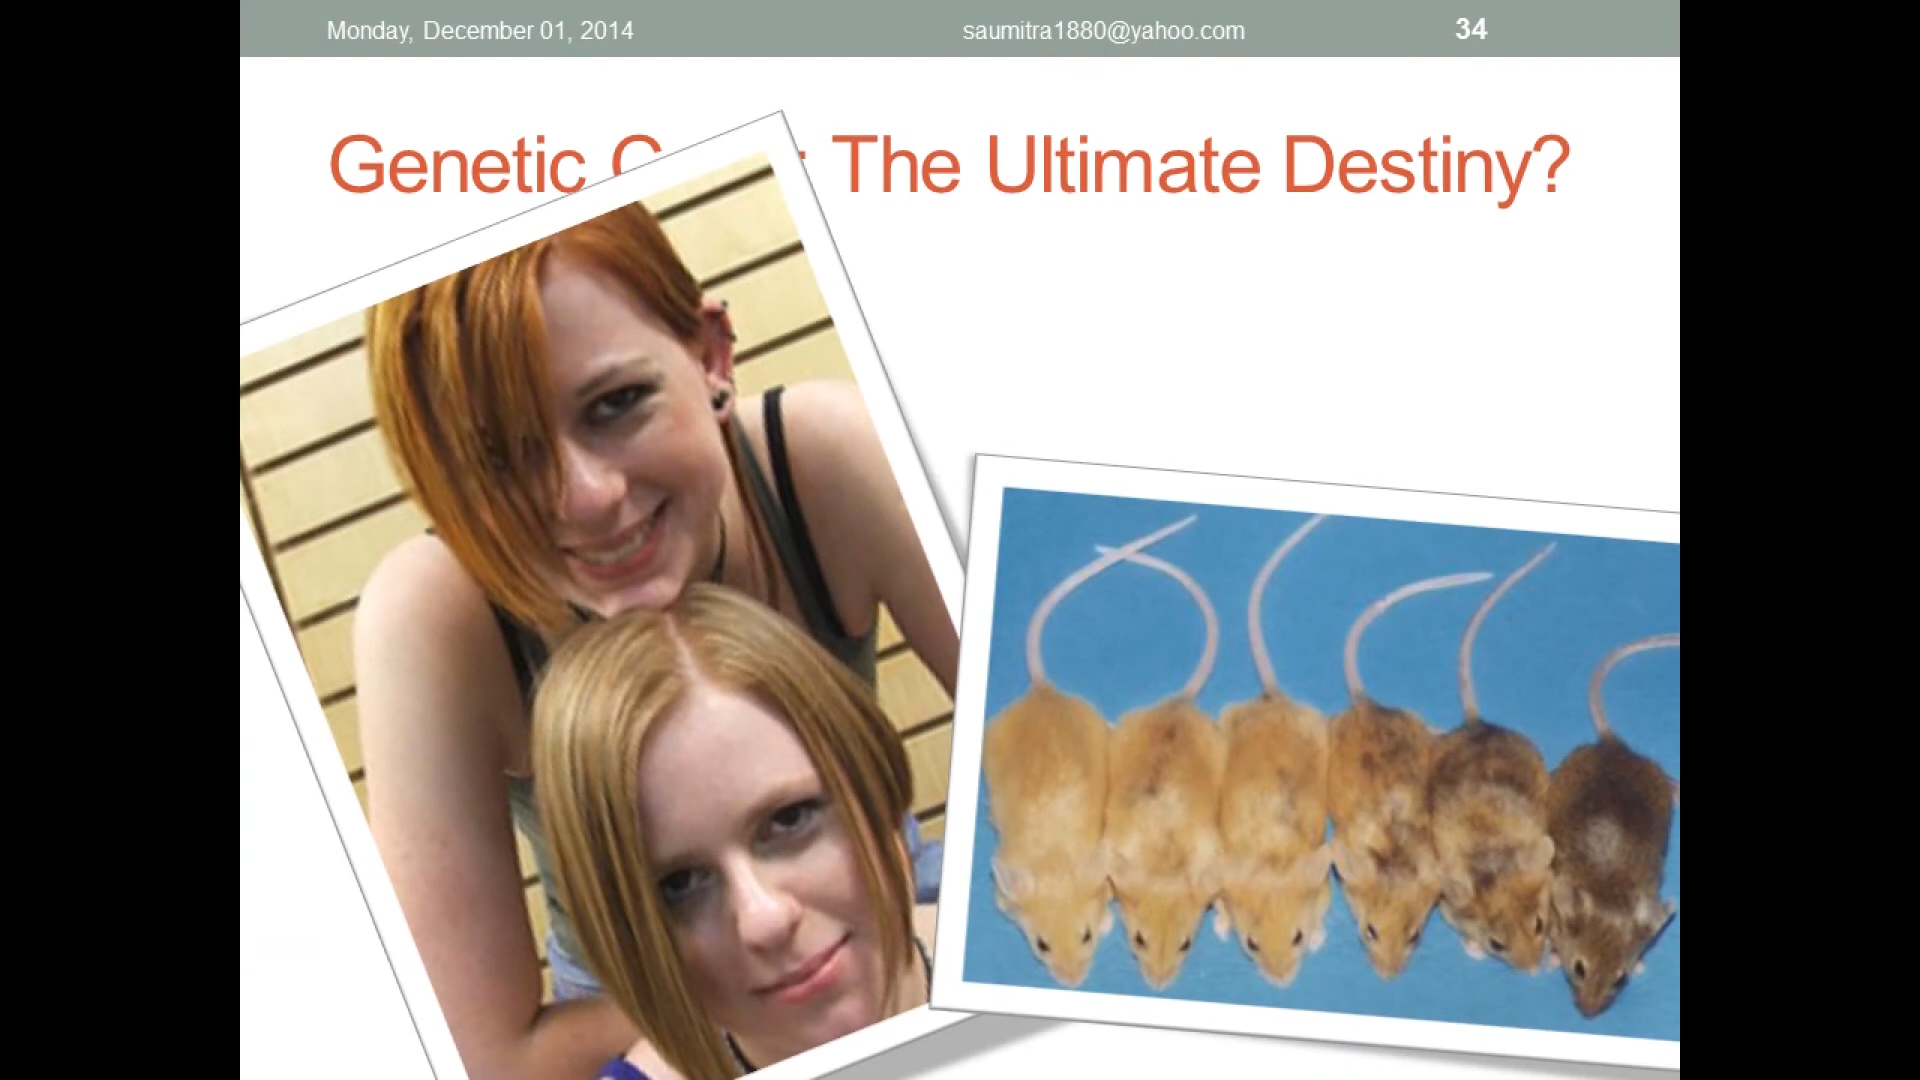 Monday, December 01, 2014 saumitra1880@yahoo.com 34
Genetic The Ultimate Destiny?